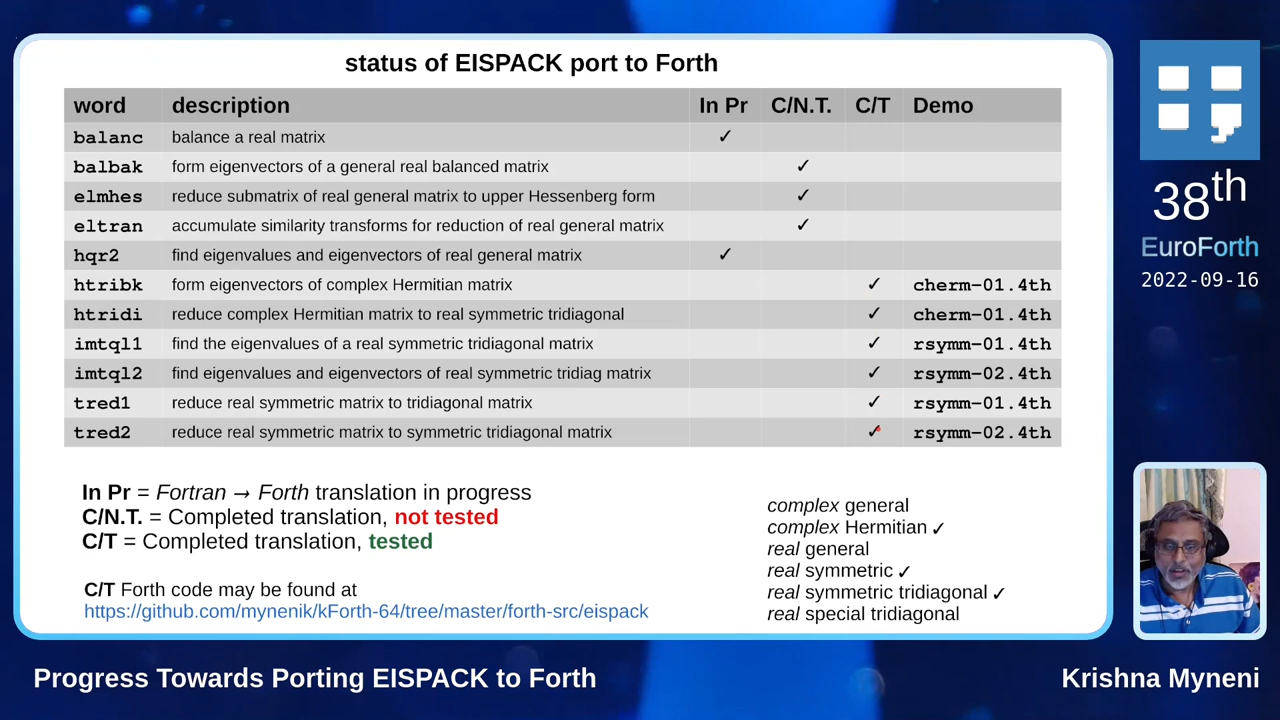 status of EISPACK port to Forth
word description In Pr C/N.T. C/T Demo
balanc balance a real matrix ✓
balbak form eigenvectors of a general real balanced matrix ✓
elmhes reduce submatrix of real general matrix to upper Hessenberg form ✓
eltran accumulate similarity transforms for reduction of real general matrix ✓
hqr2 find eigenvalues and eigenvectors of real general matrix ✓
htribk form eigenvectors of complex Hermitian matrix ✓ cherm-01.4th
htridi reduce complex Hermitian matrix to real symmetric tridiagonal ✓ cherm-01.4th
imtql1 find the eigenvalues of a real symmetric tridiagonal matrix ✓ rsymm-01.4th
imtql2 find eigenvalues and eigenvectors of real symmetric tridiag matrix ✓ rsymm-02.4th
tred1 reduce real symmetric matrix to tridiagonal matrix ✓ rsymm-01.4th
tred2 reduce real symmetric matrix to symmetric tridiagonal matrix ✓ rsymm-02.4th
In Pr = Fortran → Forth translation in progress
C/N.T. = Completed translation, not tested
C/T = Completed translation, tested
C/T Forth code may be found at
https://github.com/mynenik/kForth-64/tree/master/forth-src/eispack
complex general
complex Hermitian ✓
real general
real symmetric ✓
real symmetric tridiagonal ✓
real special tridiagonal
38th
EuroForth
2022-09-16
Progress Towards Porting EISPACK to Forth
Krishna Myneni